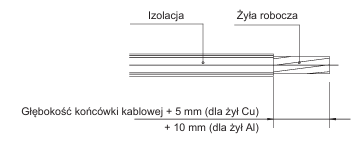 Izolacja
Żyła robocza
Głębokość końcówki kablowej + 5 mm (dla żył Cu)
+ 10 mm (dla żył Al)